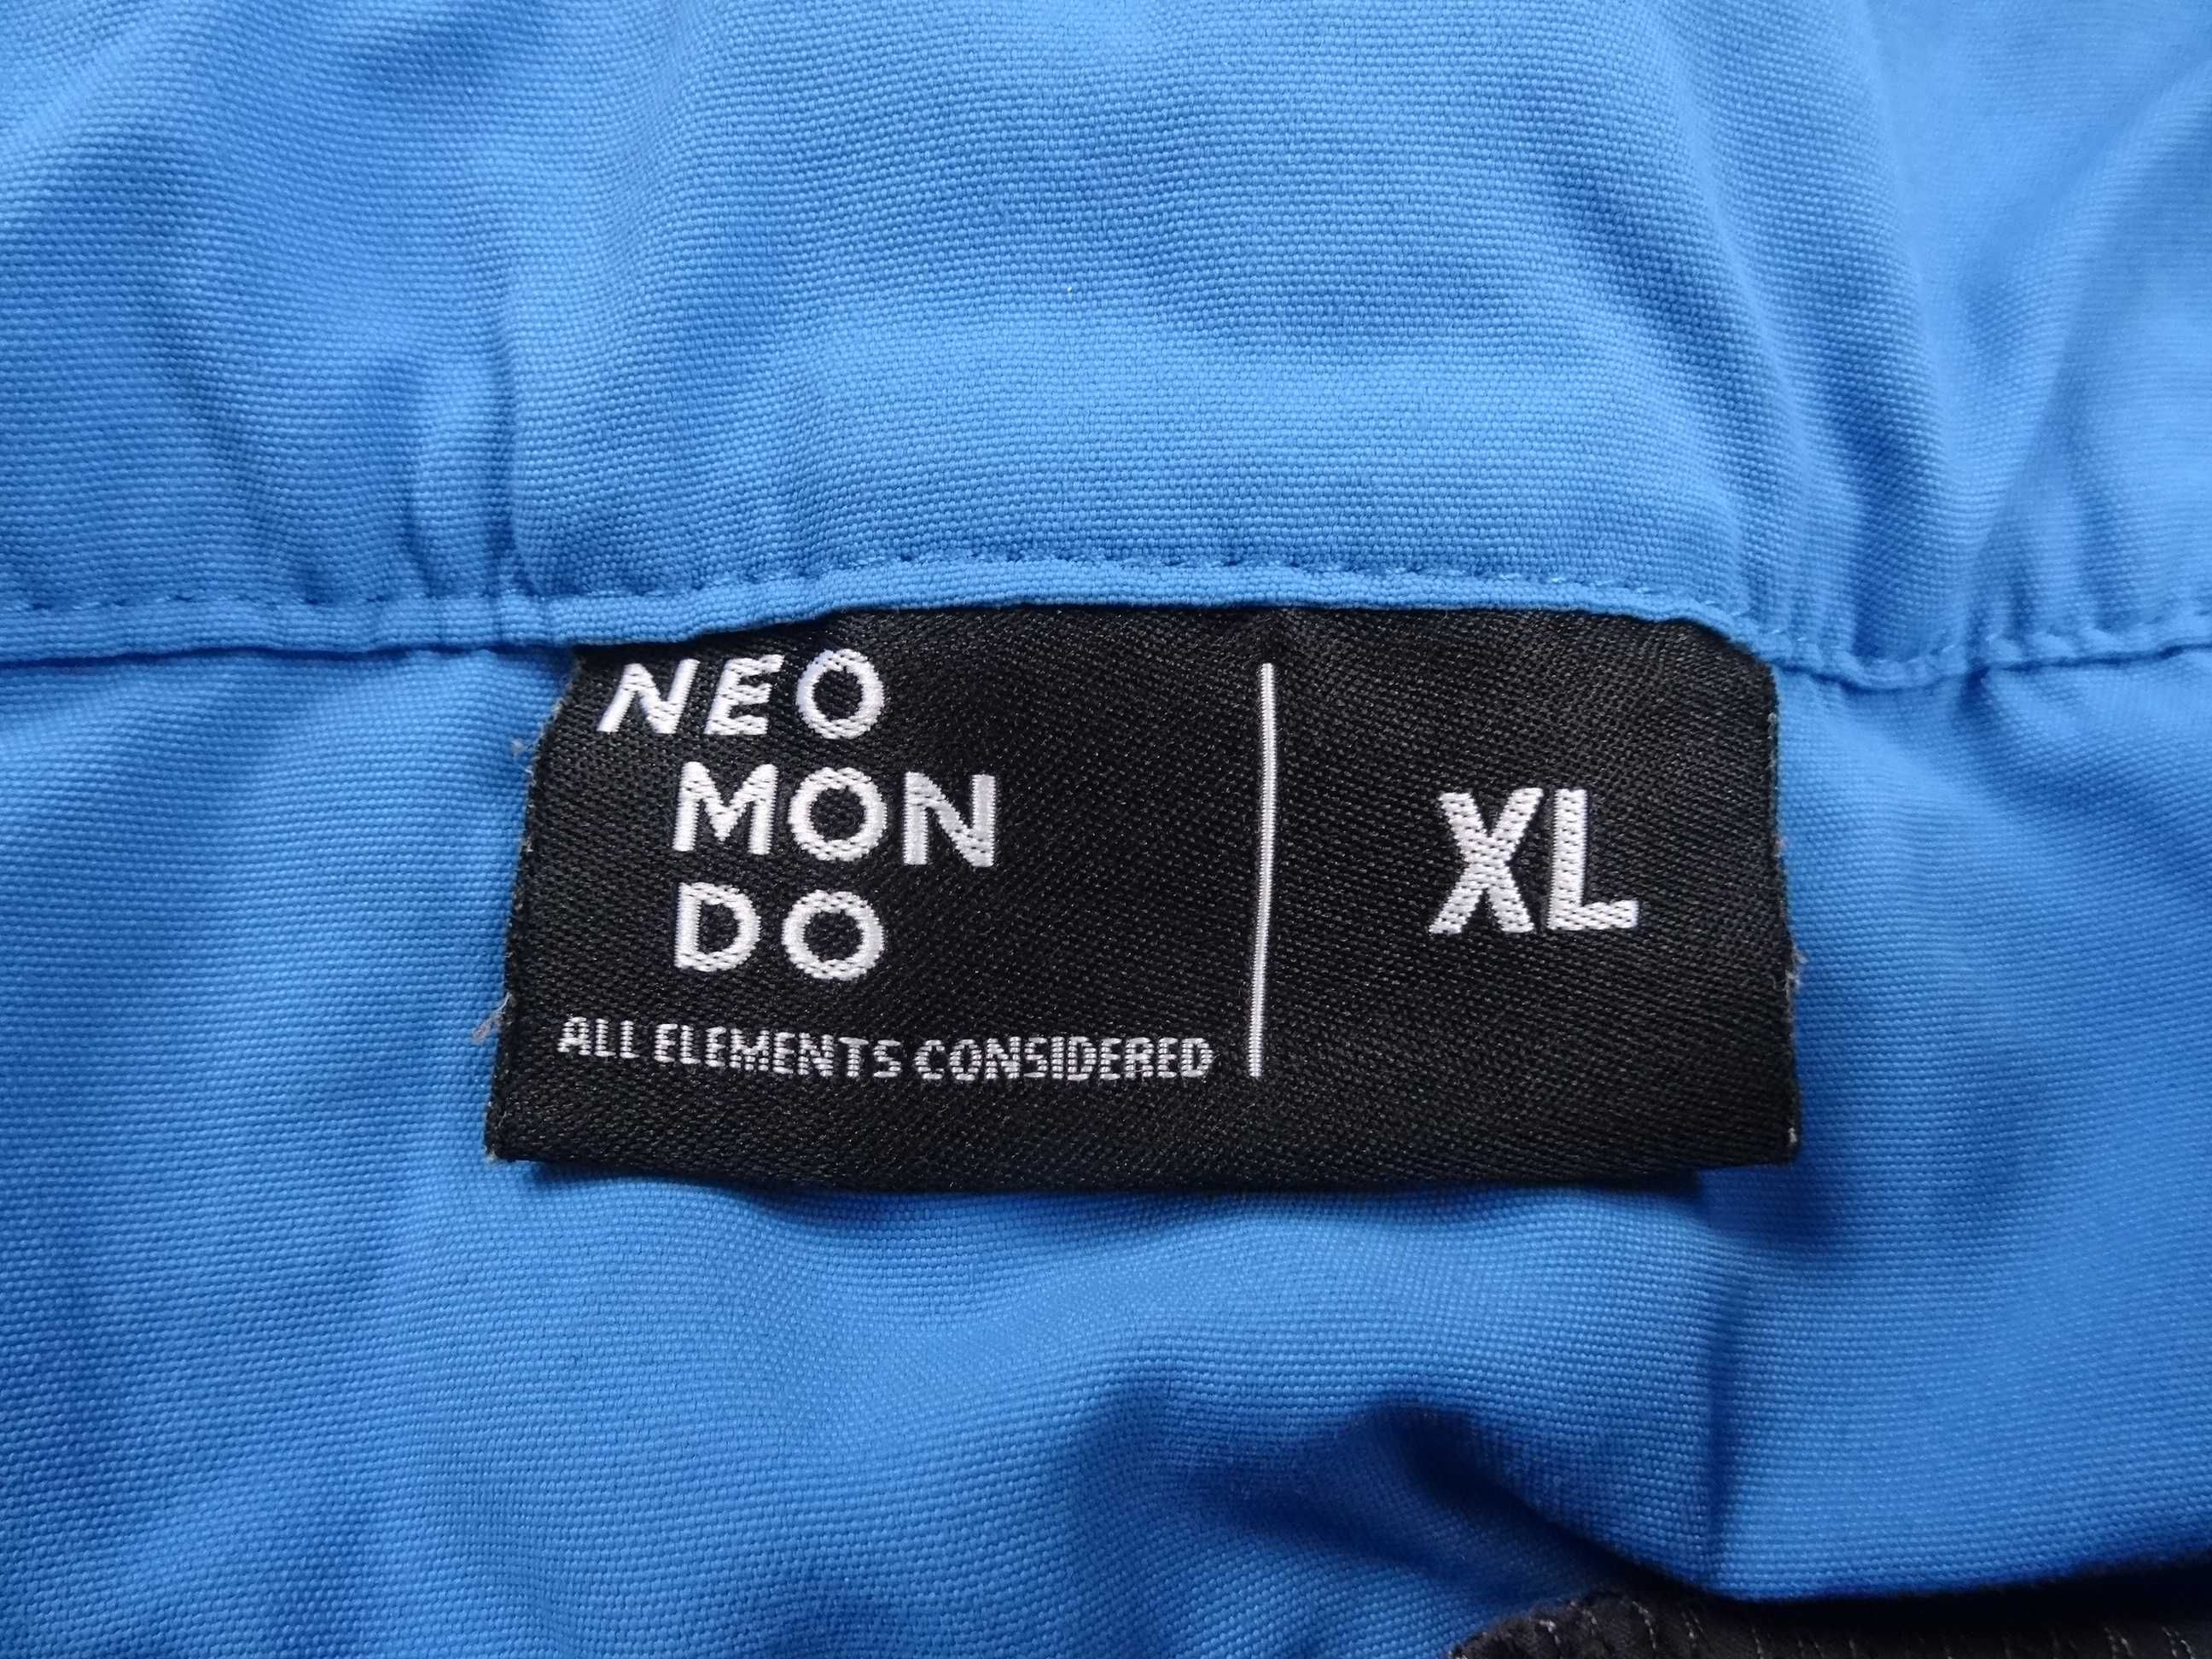 NEO
MON
DO
ALL ELEMENTS CONSIDERED
XL